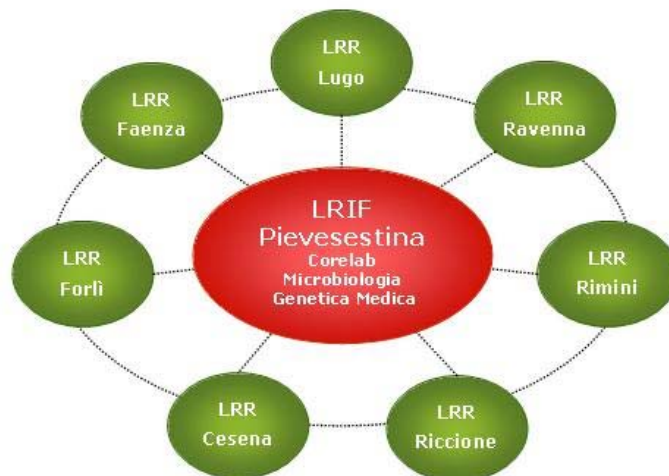 LRR
Lugo
LRR
Faenza
LRR
Ravenna
LRIF
Pievesestina
Corelab
Microbiologia
Genetica Medica
LRR
Forlì
LRR
Rimini
LRR
Cesena
LRR
Riccione